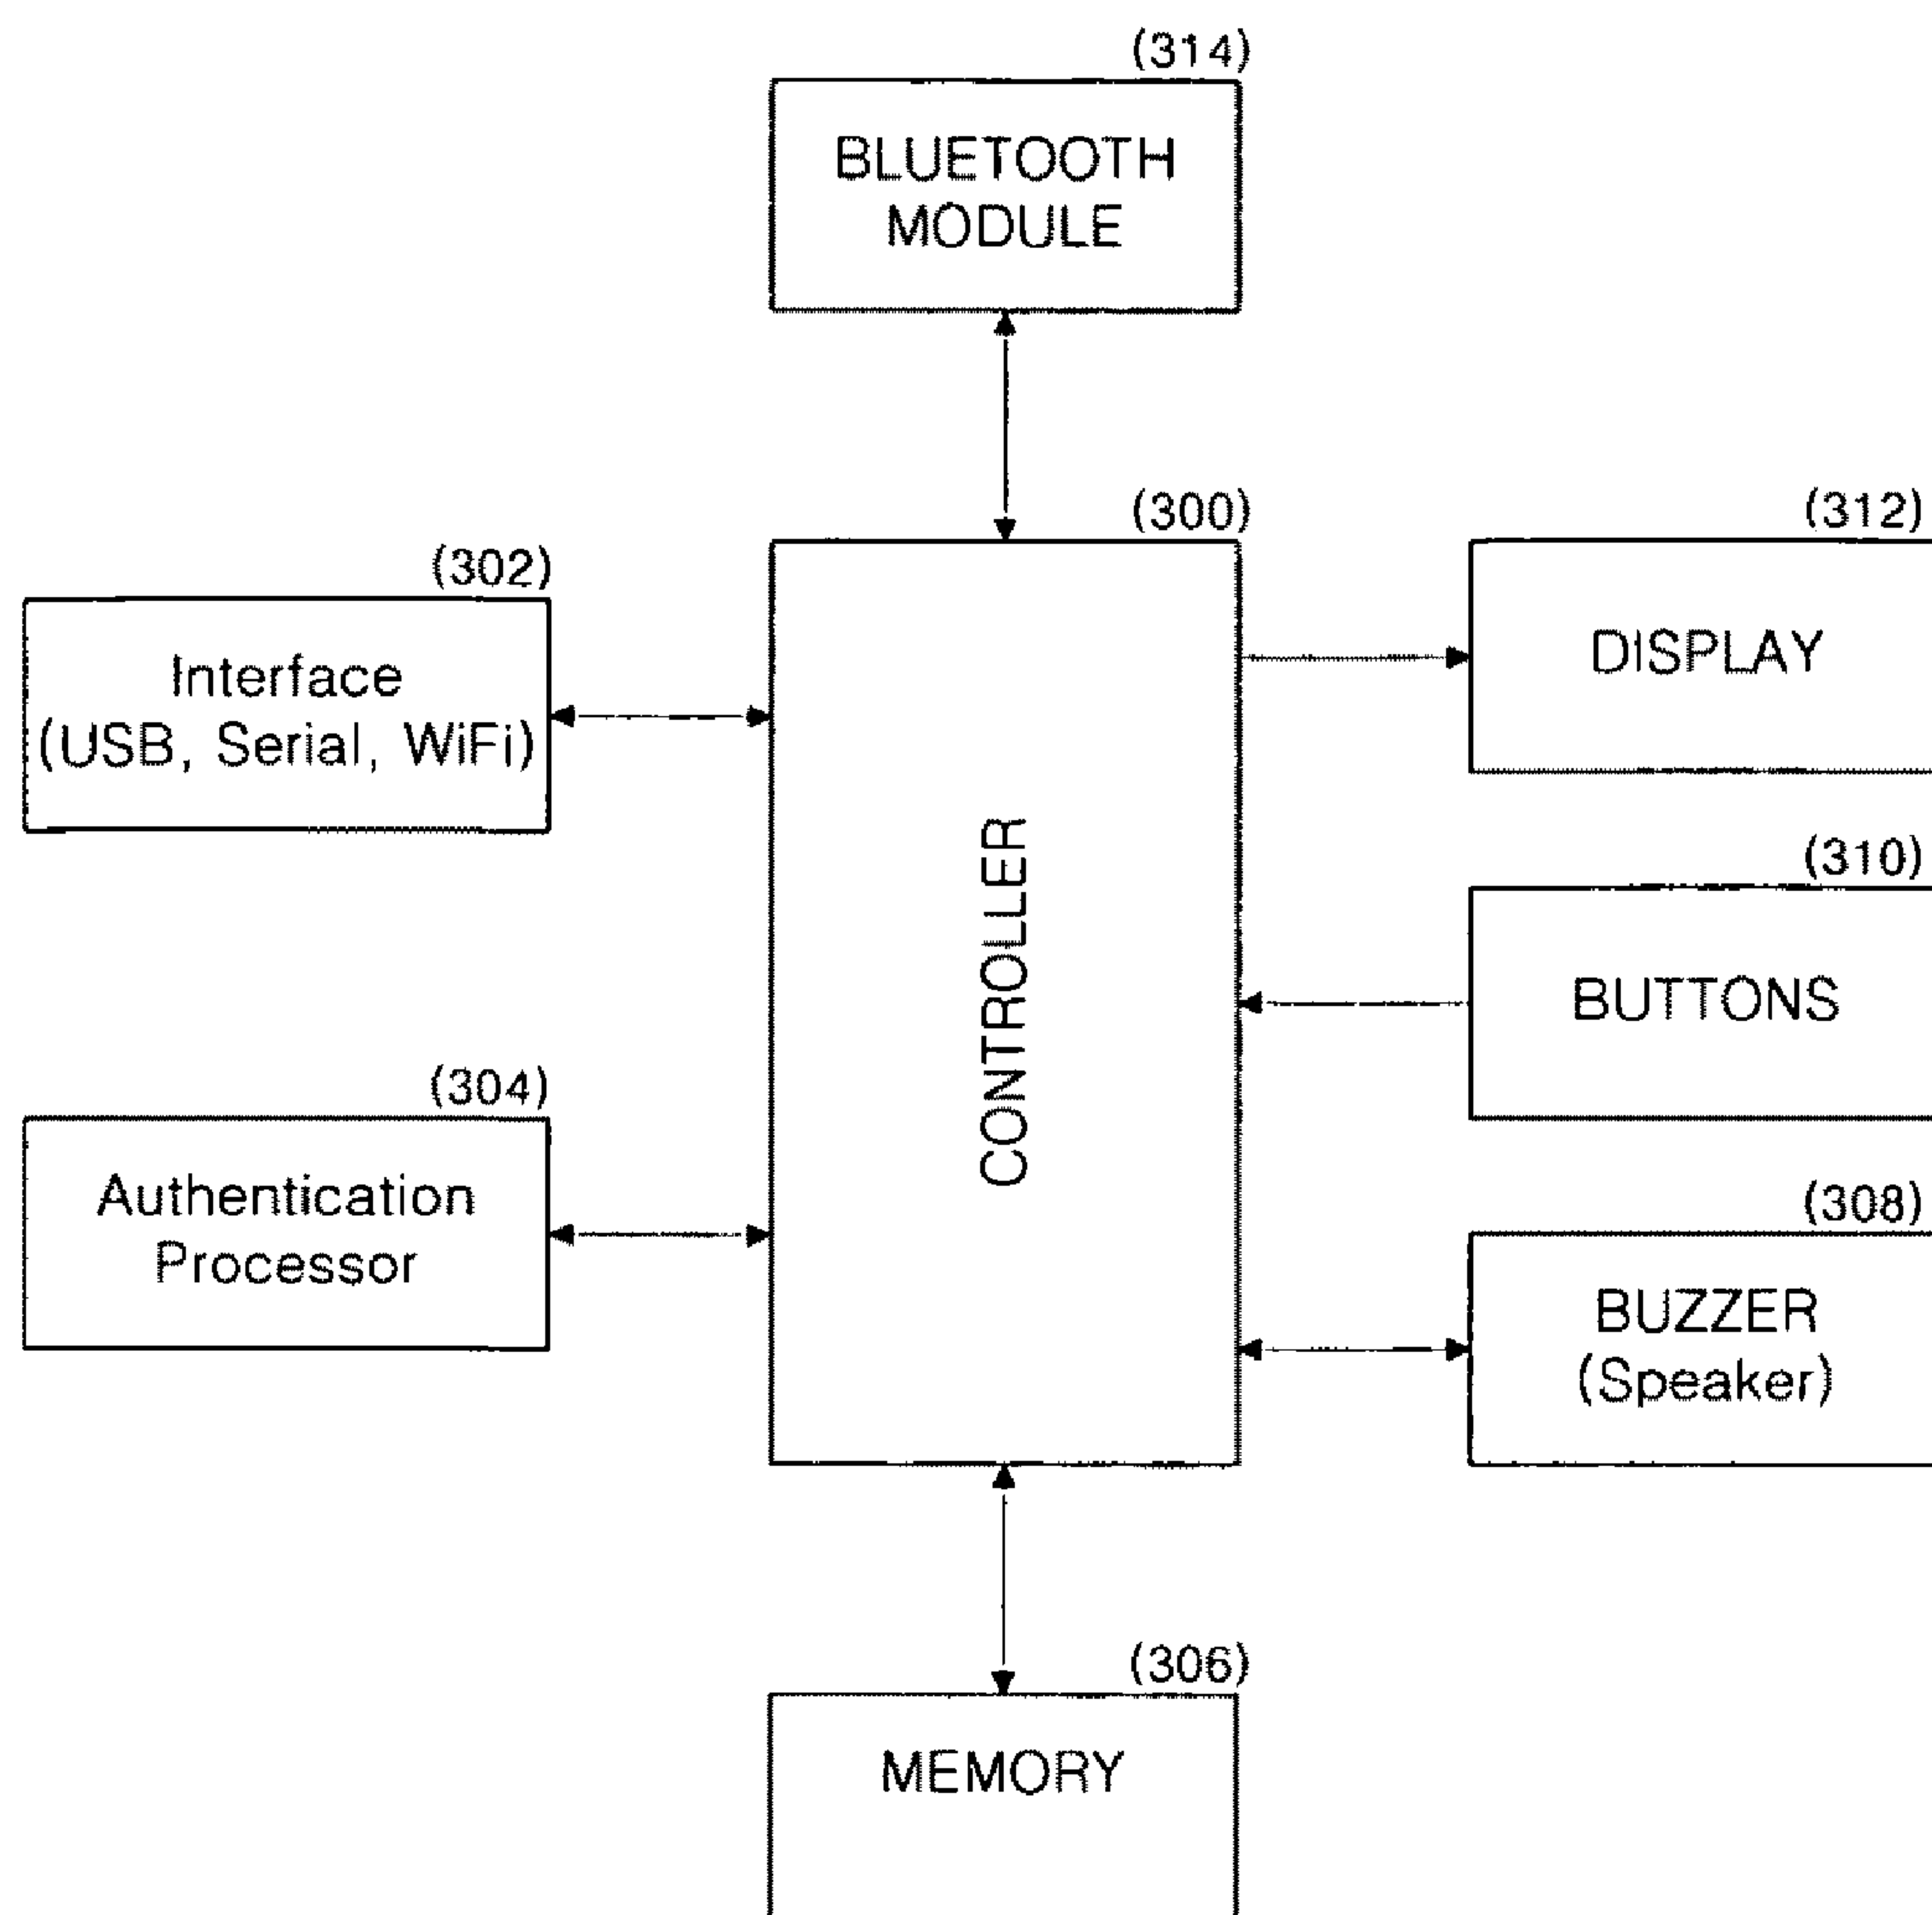 (314)
BLUETOOTH
MODULE
(300)
(312)
(302)
Interface
(USB, Serial, WiFi)
DISPLAY
(310)
CONTROLLER
BUTTONS
(304)
Authentication
Processor
(308)
BUZZER
(Speaker)
(306)
MEMORY